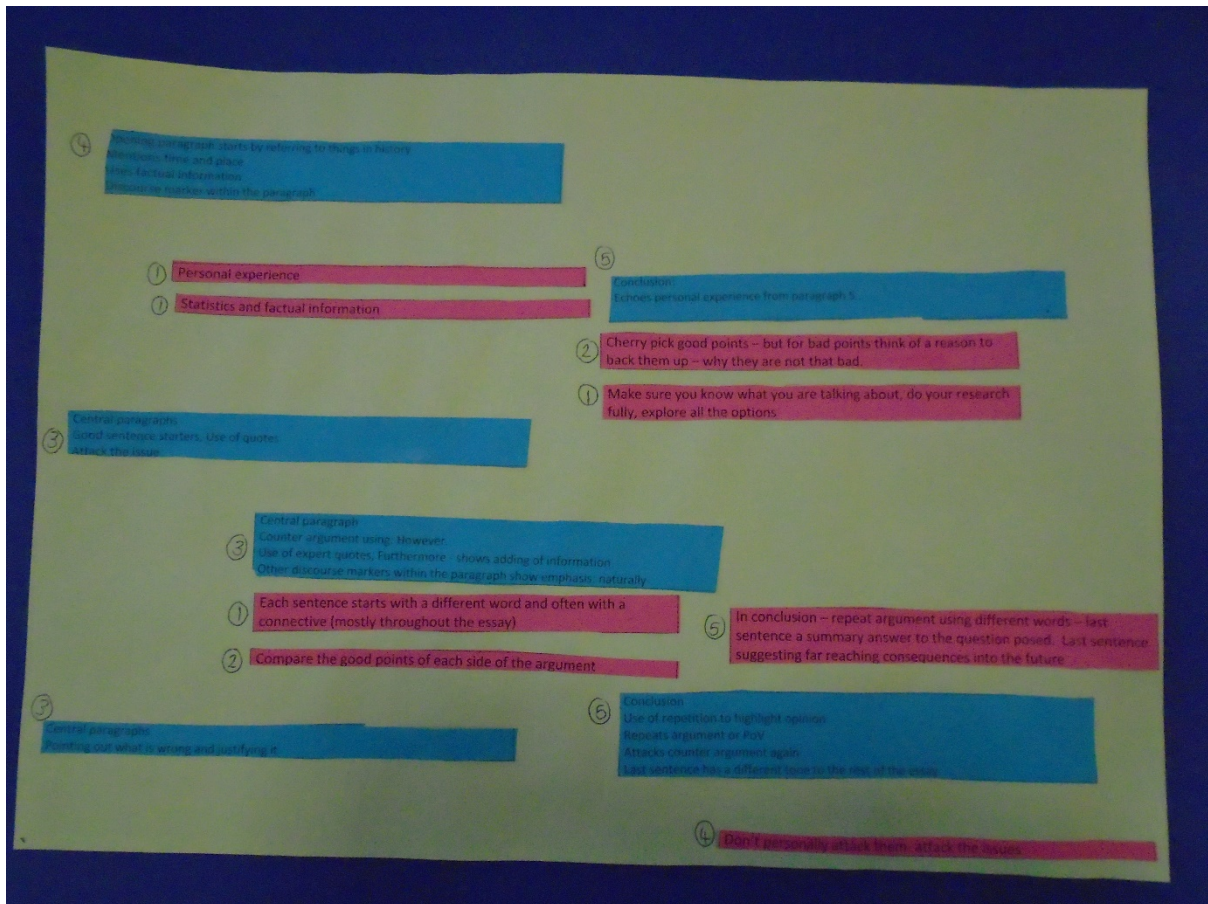 4
Opening paragraph starts by referring to things in history
Mentions time and place
Uses factual information
Discourse marker within the paragraph
1
Personal experience
1
Statistics and factual information
5
Conclusion:
Echoes personal experience from paragraph 5
2
Cherry pick good points – but for bad points think of a reason to
back them up – why they are not that bad.
1
Make sure you know what you are talking about, do your research
fully, explore all the options
3
Central paragraphs
Good sentence starters. Use of quotes
Attack the issue
3
Central paragraph
Counter argument using: However
Use of expert quotes. Furthermore - shows adding of information
Other discourse markers within the paragraph show emphasis: naturally
1
Each sentence starts with a different word and often with a
connective (mostly throughout the essay)
2
Compare the good points of each side of the argument
5
In conclusion – repeat argument using different words – last
sentence a summary answer to the question posed. Last sentence
suggesting far reaching consequences into the future
3
Central paragraphs
Pointing out what is wrong and justifying it
5
Conclusion
Use of repetition to highlight opinion
Repeats argument or PoV
Attacks counter argument again
Last sentence has a different tone to the rest of the essay
4
Don't personally attack them, attack the issues